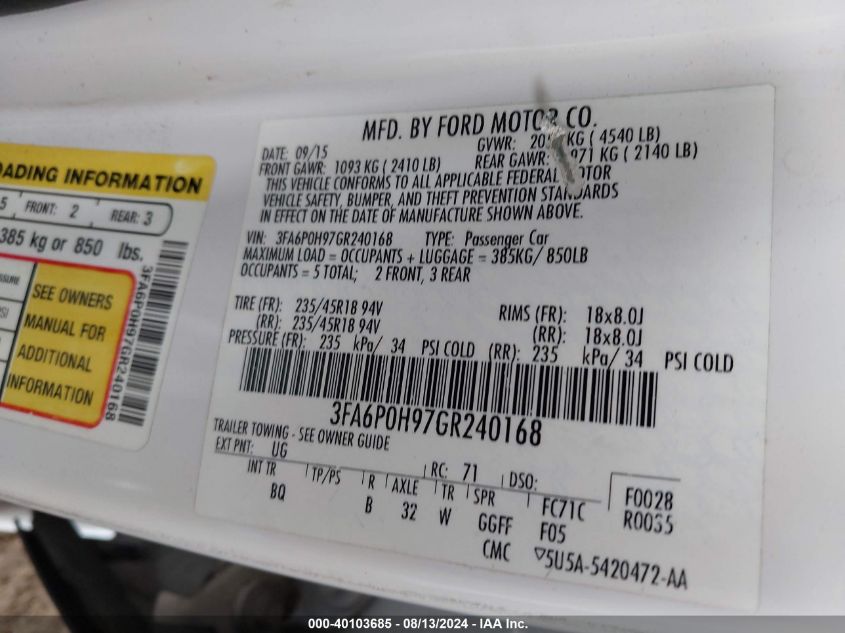 OADING INFORMATION
5 FRONT: 2 REAR: 3
385 kg or 850 lbs.
SEE OWNERS
MANUAL FOR
ADDITIONAL
INFORMATION
3FA6P0H97GR240168
MFD. BY FORD MOTOR CO.
DATE: 09/15 GVWR: KG ( 4540 LB)
FRONT GAWR: 1093 KG ( 2410 LB) REAR GAWR: 971 KG ( 2140 LB)
THIS VEHICLE CONFORMS TO ALL APPLICABLE FEDERAL MOTOR
VEHICLE SAFETY, BUMPER, AND THEFT PREVENTION STANDARDS
IN EFFECT ON THE DATE OF MANUFACTURE SHOWN ABOVE.
VIN: 3FA6P0H97GR240168 TYPE: Passenger Car
MAXIMUM LOAD = OCCUPANTS + LUGGAGE = 385KG/ 850LB
OCCUPANTS = 5 TOTAL; 2 FRONT, 3 REAR
TIRE (FR): 235/45R18 94V RIMS (FR): 18x8.0J
(RR): 235/45R18 94V (RR): 18x8.0J
PRESSURE (FR): 235 kPa/ 34 PSI COLD (RR): 235 kPa/ 34 PSI COLD
3FA6P0H97GR240168
TRAILER TOWING - SEE OWNER GUIDE
EXT PNT: UG RC: 71 DSO:
INT TR TP/PS R AXLE TR SPR FC71C F0028
BQ B 32 W GGFF F05 R0035
CMC 5U5A-5420472-AA
000-40103685 - 08/13/2024 - IAAI Inc.